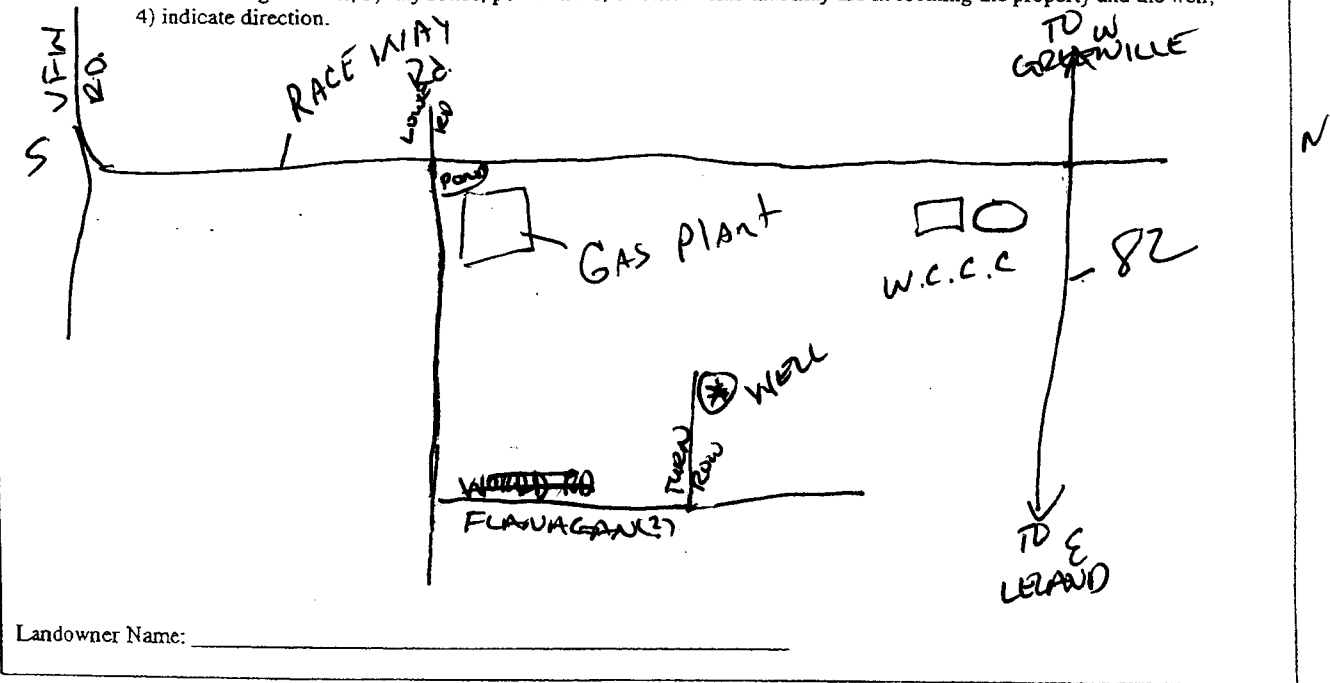 4) indicate direction.
VFW
RD.
RACE WAY
Rd.
RD
TO W
S
N
POND
GAS PlAnt
W.C.C.C
82
WELL
TURN
ROW
FLANAGAN(?)
TO E
LELAND
Landowner Name: